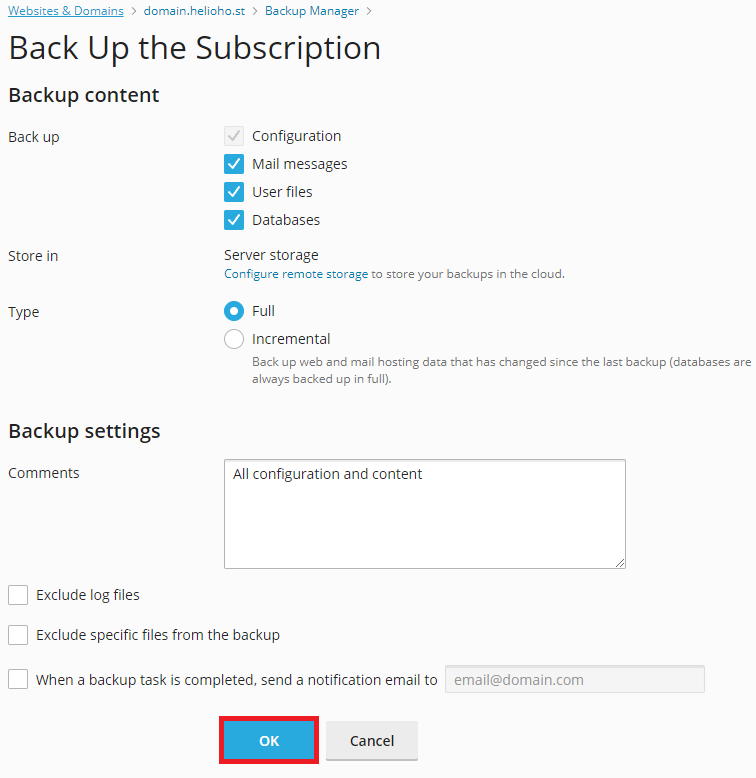 Websites & Domains > domain.helioho.st > Backup Manager >
Back Up the Subscription
Backup content
Back up
Configuration
Mail messages
User files
Databases
Store in
Server storage
Configure remote storage to store your backups in the cloud.
Type
Full
Incremental
Back up web and mail hosting data that has changed since the last backup (databases are
always backed up in full).
Backup settings
Comments
All configuration and content
Exclude log files
Exclude specific files from the backup
When a backup task is completed, send a notification email to email@domain.com
OK Cancel